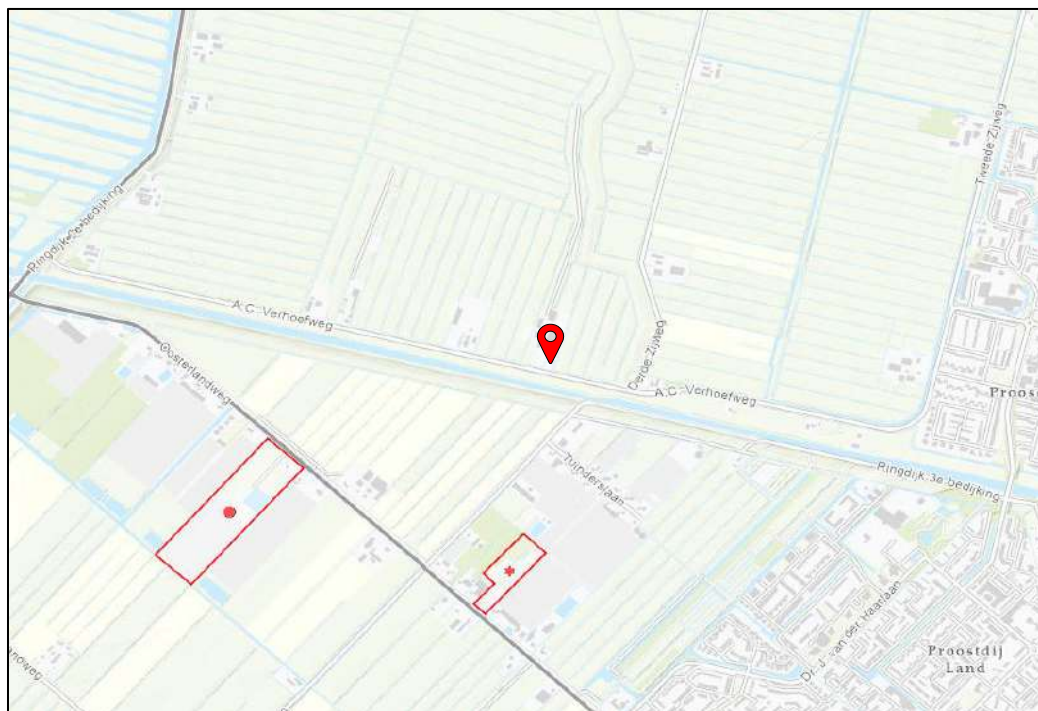 Tweede Zijweg
Ringdijk 2e bedijking
A.C. Verhoefweg
Oosterlandweg
Derde Zijweg
A.C. Verhoefweg
Proos
Tuinderslaan
Ringdijk 3e bedijking
Dr. J. van der Haarlaan
Proostdij
Land